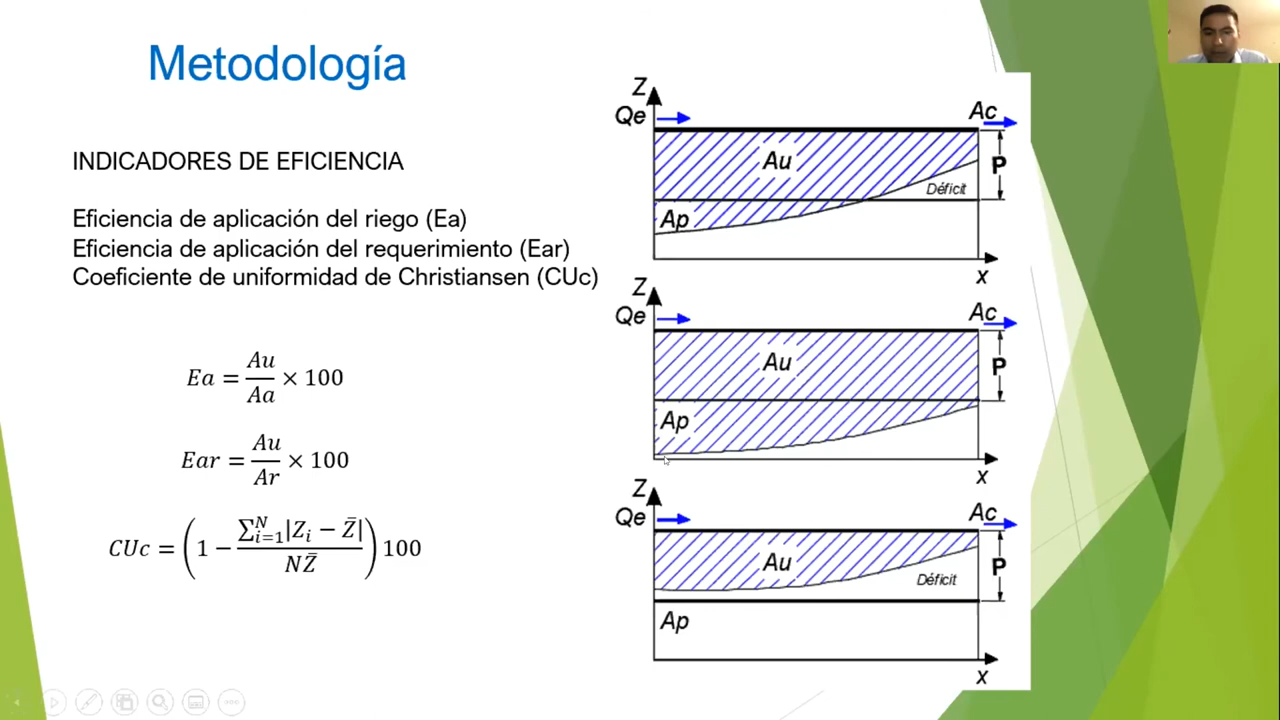 Metodología
INDICADORES DE EFICIENCIA
Eficiencia de aplicación del riego (Ea)
Eficiencia de aplicación del requerimiento (Ear)
Coeficiente de uniformidad de Christiansen (CUc)
Ea = Au/Aa × 100
Ear = Au/Ar × 100
CUc = (1 − ∑_{i=1}^{N}|Z_i − Z̄| / NZ̄) 100
Z
Qe
Ac
Au
P
Déficit
Ap
x
Z
Qe
Ac
Au
P
Ap
x
Z
Qe
Ac
Au
P
Déficit
Ap
x